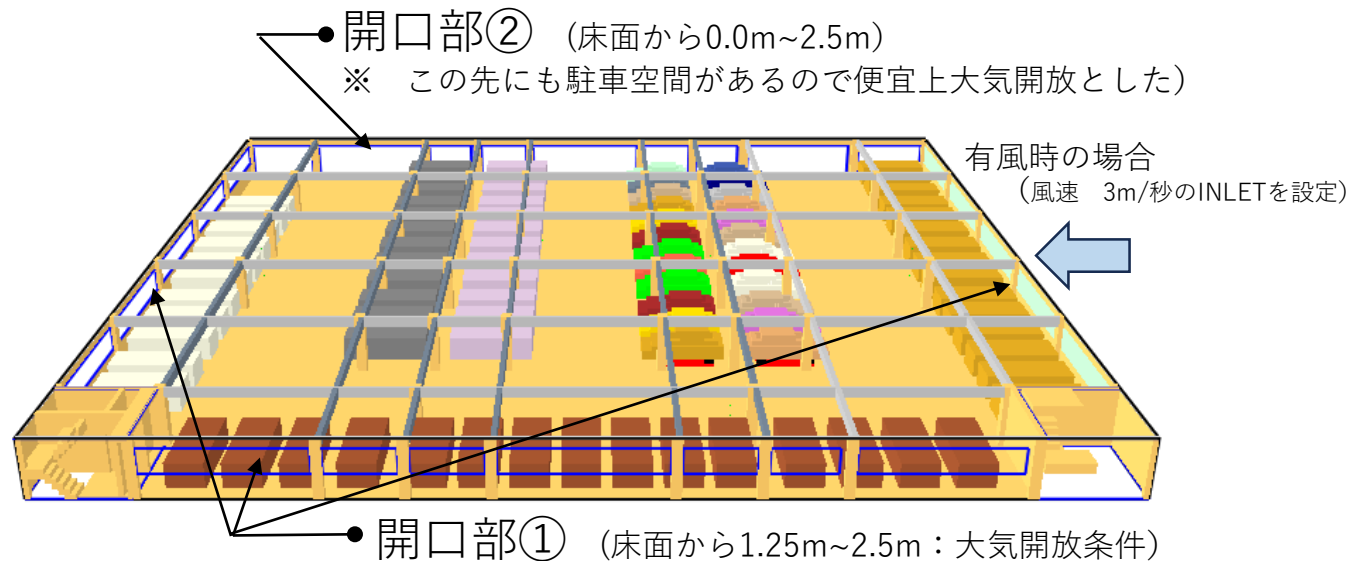 開口部② (床面から0.0m~2.5m)
※ この先にも駐車空間があるので便宜上大気開放とした)
有風時の場合
(風速 3m/秒のINLETを設定)
開口部① (床面から1.25m~2.5m:大気開放条件)